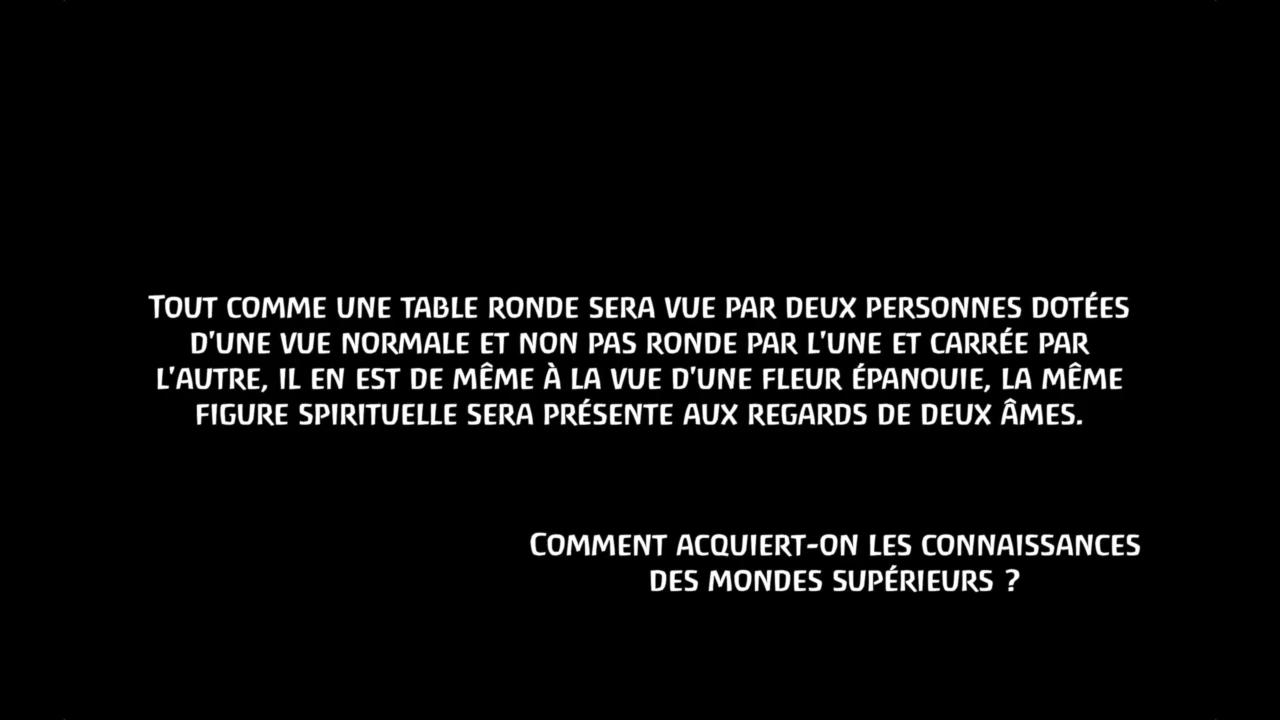 Tout comme une table ronde sera vue par deux personnes dotées
d'une vue normale et non pas ronde par l'une et carrée par
l'autre, il en est de même à la vue d'une fleur épanouie, la même
figure spirituelle sera présente aux regards de deux âmes.
Comment acquiert-on les connaissances
des mondes supérieurs ?